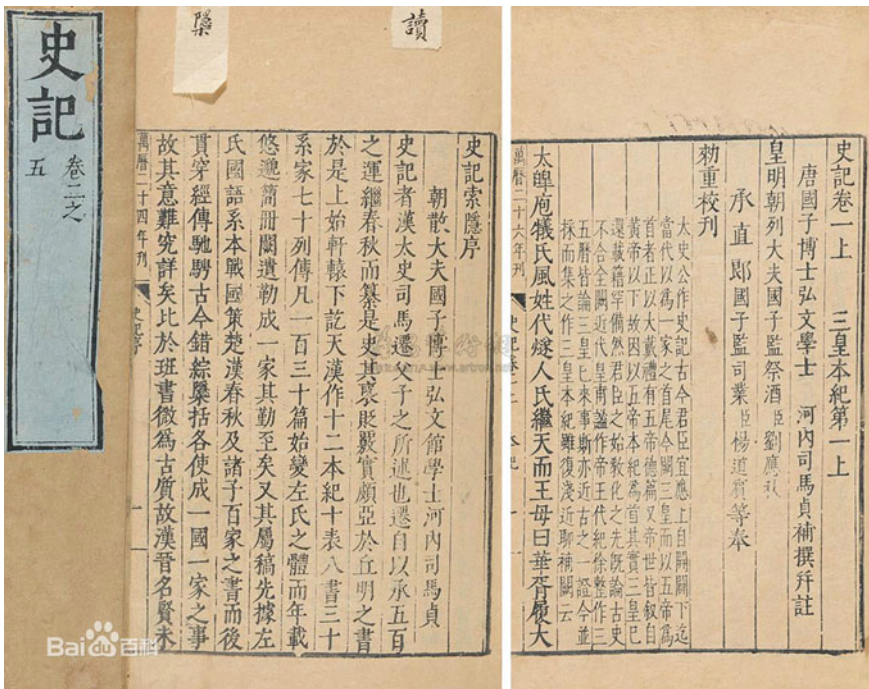 史記
卷二之
五
槩
讀
史記索隱序
朝散大夫國子博士弘文館學士河內司馬貞
史記者漢太史司馬遷父子之所述也遷自以承五百
之運繼春秋而纂是史其褒貶覈實頗亞於丘明之書
於是上始軒轅下訖天漢作十二本紀十表八書三十
系家七十列傳凡一百三十篇始變左氏之體而年載
悠邈簡冊闕遺勒成一家其勤至矣又其屬稿先據左
氏國語系本戰國策楚漢春秋及諸子百家之書而後
貫穿經傳馳騁古今錯綜櫽括各使成一國一家之事
故其意難究詳矣比於班書微為古質故漢晉名賢未
萬曆二十四年刊
史記序
史記卷一上 三皇本紀第一上
唐國子博士弘文學士 河內司馬貞補撰幷註
皇明朝列大夫國子監祭酒臣劉應
承直郎國子監司業臣楊道賓等奉
勑重校刊
太史公作史記古今君臣宜應上自開闢下迄
當代以為一家之首尾今闕三皇而以五帝為
首者正以大戴禮有五帝德篇又帝世皆叙自
黃帝以下故因以五帝本紀為首其實三皇已
還載籍罕備然君臣之始教化之先既論古史
不合全闕近代皇甫謐作帝王代紀徐整作三
五曆皆論三皇已來事斯亦近古之一證今並
採而集之作三皇本紀雖復淺近聊補闕云
太皥庖犧氏風姓代燧人氏繼天而王母曰華胥履大
萬曆二十六年刊
Bai 百科